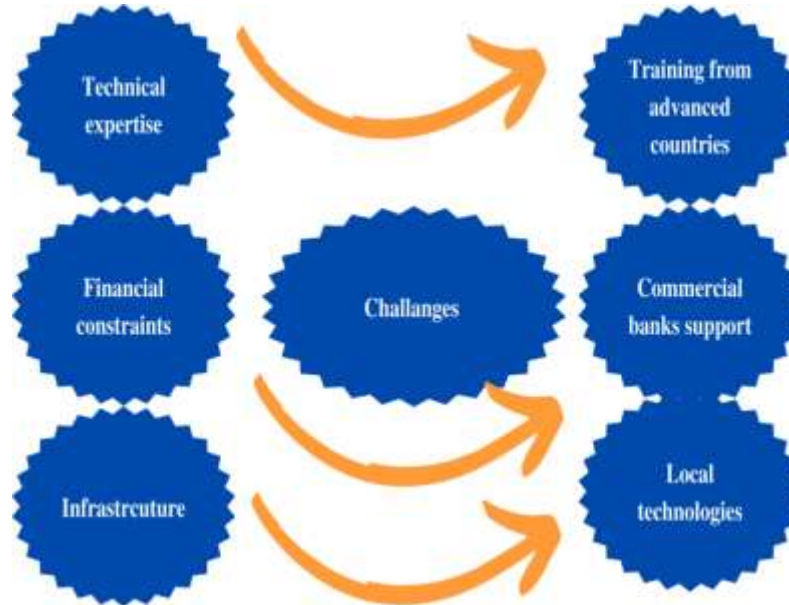 Technical
expertise
Training from
advanced
countries
Financial
constraints
Challanges
Commercial
banks support
Infrastrcuture
Local
technologies